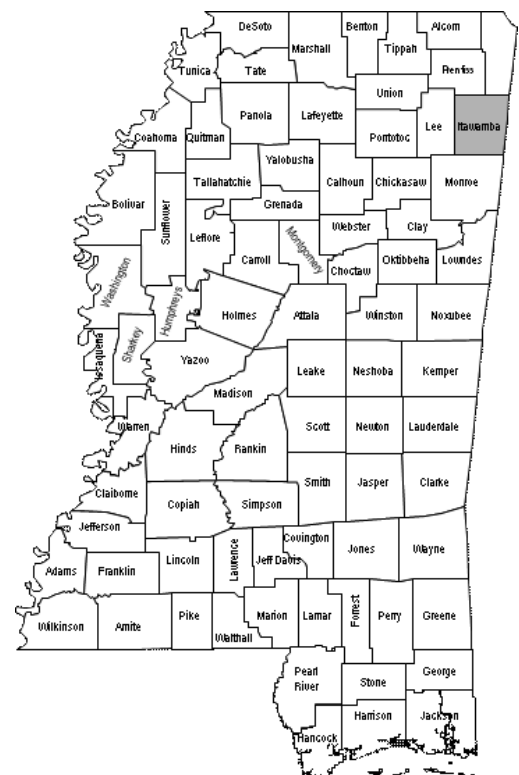 DeSoto
Benton
Alcorn
Marshall
Tippah
Tunica
Tate
Prentiss
Union
Panola
Lafayette
Lee
Itawamba
Coahoma
Quitman
Pontotoc
Yalobusha
Tallahatchie
Calhoun
Chickasaw
Monroe
Bolivar
Sunflower
Grenada
Leflore
Webster
Clay
Carroll
Montgomery
Choctaw
Oktibbeha
Lowndes
Washington
Humphreys
Holmes
Attala
Winston
Noxubee
Issaquena
Sharkey
Yazoo
Leake
Neshoba
Kemper
Madison
Warren
Hinds
Rankin
Scott
Newton
Lauderdale
Claiborne
Copiah
Simpson
Smith
Jasper
Clarke
Jefferson
Lincoln
Lawrence
Jeff Davis
Covington
Jones
Wayne
Adams
Franklin
Wilkinson
Amite
Pike
Walthall
Marion
Lamar
Forrest
Perry
Greene
Pearl
River
Stone
George
Hancock
Harrison
Jackson